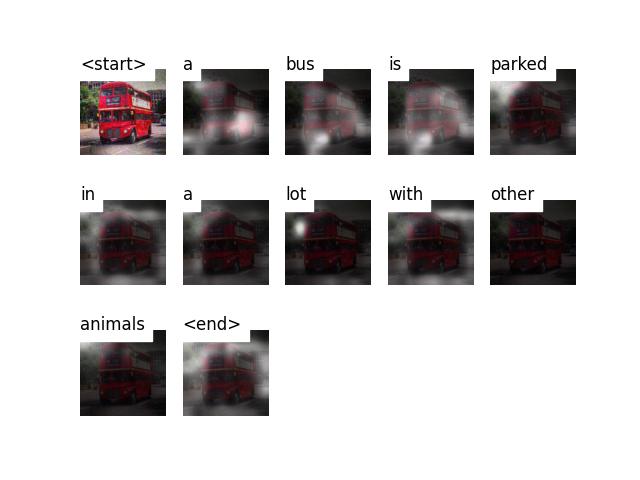 <start> a bus is parked
in a lot with other
animals <end>